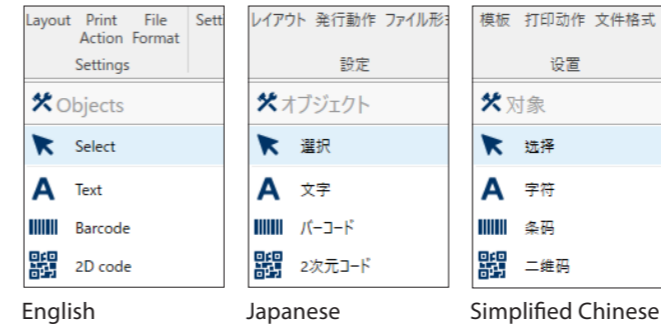 Layout Print Action File Format Sett
Settings
Objects
Select
Text
Barcode
2D code
English
レイアウト 発行動作 ファイル形
設定
オブジェクト
選択
文字
バーコード
2次元コード
Japanese
模板 打印动作 文件格式
设置
对象
选择
字符
条码
二维码
Simplified Chinese